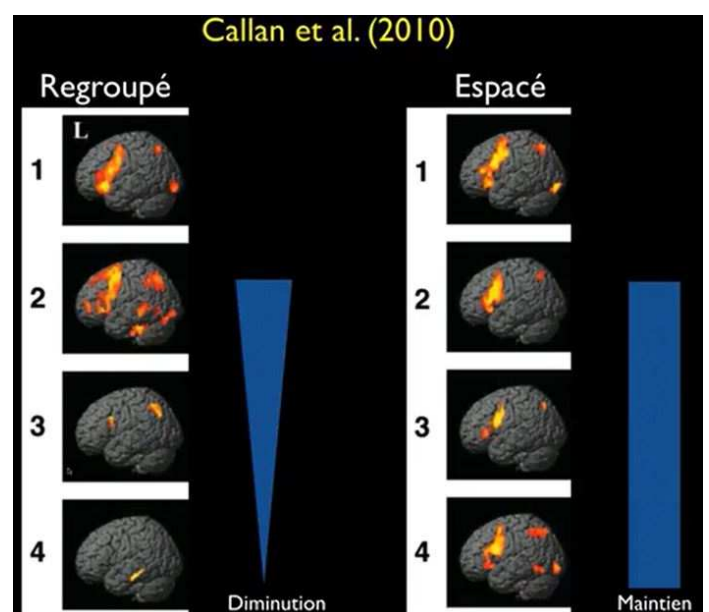 Callan et al. (2010)
Regroupé
Espacé
L
1
2
3
4
Diminution
1
2
3
4
Maintien